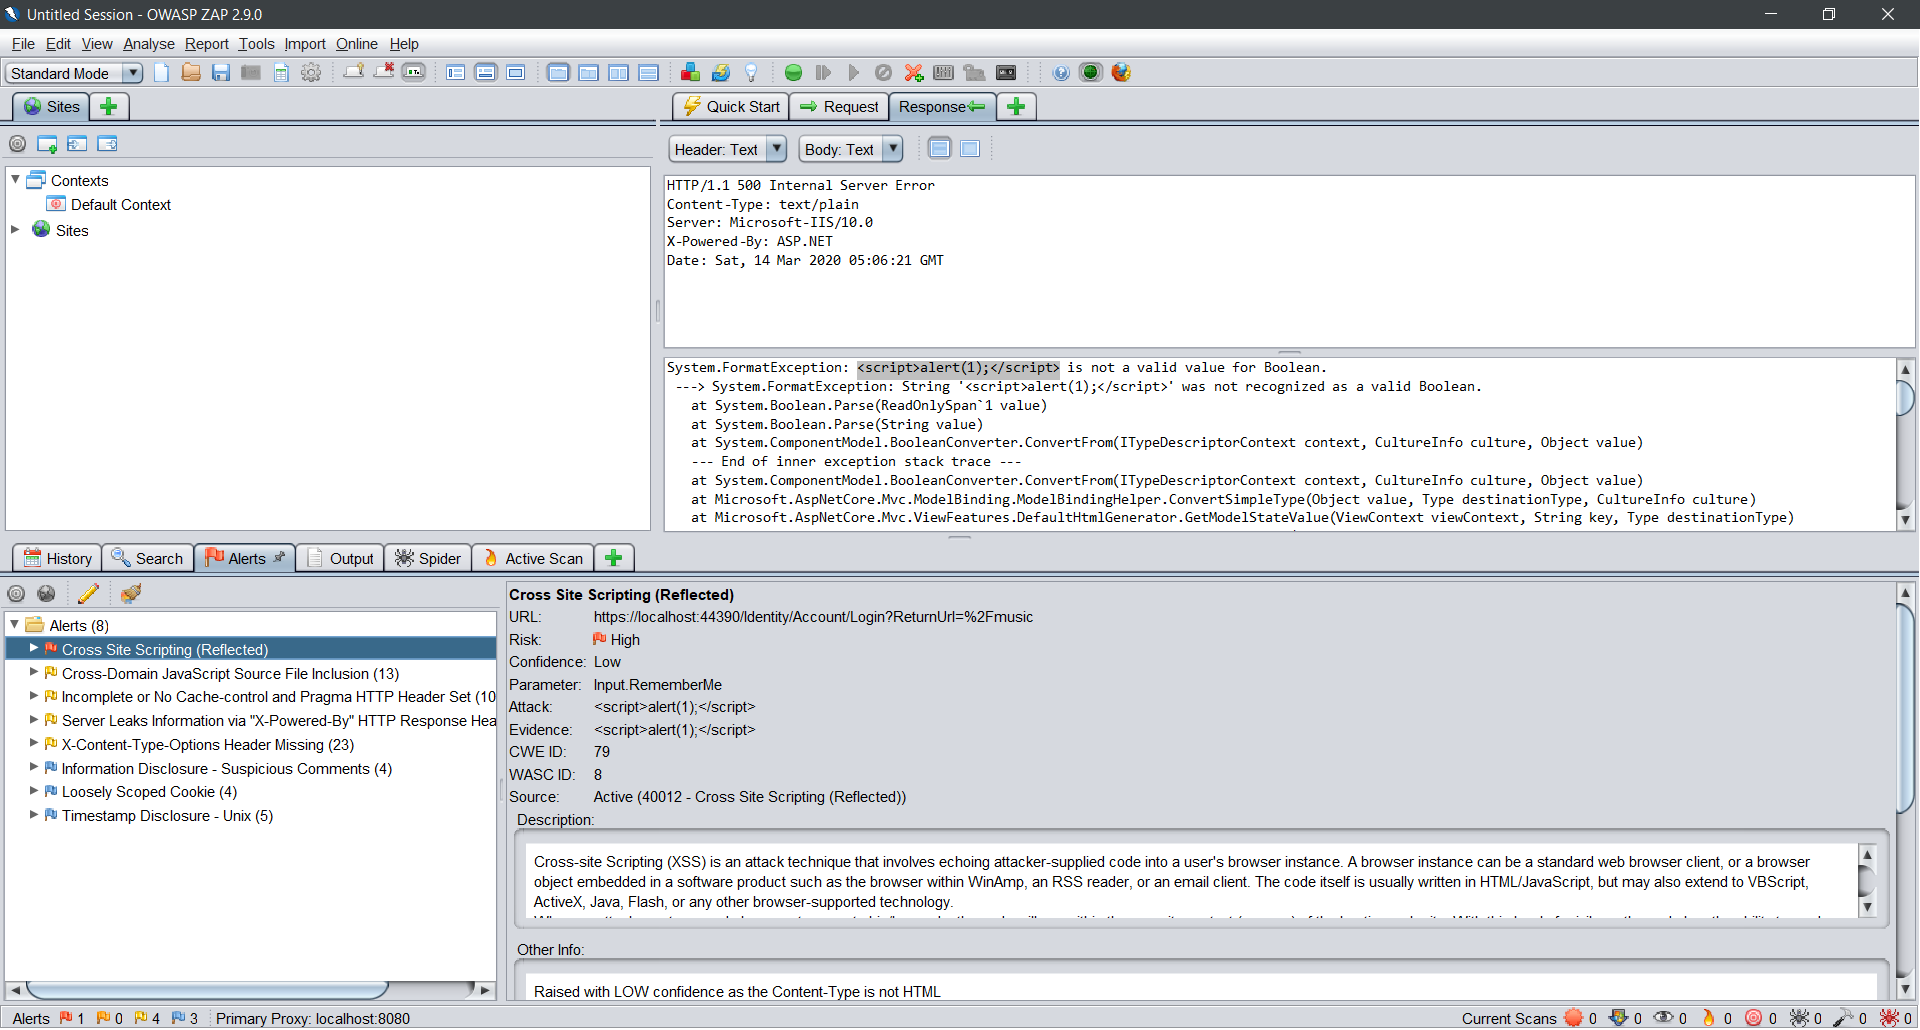 Untitled Session - OWASP ZAP 2.9.0
File Edit View Analyse Report Tools Import Online Help
Standard Mode
Sites
Quick Start Request Response
Header: Text Body: Text
Contexts
Default Context
Sites
HTTP/1.1 500 Internal Server Error
Content-Type: text/plain
Server: Microsoft-IIS/10.0
X-Powered-By: ASP.NET
Date: Sat, 14 Mar 2020 05:06:21 GMT
System.FormatException: <script>alert(1);</script> is not a valid value for Boolean.
---> System.FormatException: String '<script>alert(1);</script>' was not recognized as a valid Boolean.
at System.Boolean.Parse(ReadOnlySpan`1 value)
at System.Boolean.Parse(String value)
at System.ComponentModel.BooleanConverter.ConvertFrom(ITypeDescriptorContext context, CultureInfo culture, Object value)
--- End of inner exception stack trace ---
at System.ComponentModel.BooleanConverter.ConvertFrom(ITypeDescriptorContext context, CultureInfo culture, Object value)
at Microsoft.AspNetCore.Mvc.ModelBinding.ModelBindingHelper.ConvertSimpleType(Object value, Type destinationType, CultureInfo culture)
at Microsoft.AspNetCore.Mvc.ViewFeatures.DefaultHtmlGenerator.GetModelStateValue(ViewContext viewContext, String key, Type destinationType)
History Search Alerts Output Spider Active Scan
Alerts (8)
Cross Site Scripting (Reflected)
Cross-Domain JavaScript Source File Inclusion (13)
Incomplete or No Cache-control and Pragma HTTP Header Set (10
Server Leaks Information via "X-Powered-By" HTTP Response Hea
X-Content-Type-Options Header Missing (23)
Information Disclosure - Suspicious Comments (4)
Loosely Scoped Cookie (4)
Timestamp Disclosure - Unix (5)
Cross Site Scripting (Reflected)
URL: https://localhost:44390/Identity/Account/Login?ReturnUrl=%2Fmusic
Risk: High
Confidence: Low
Parameter: Input.RememberMe
Attack: <script>alert(1);</script>
Evidence: <script>alert(1);</script>
CWE ID: 79
WASC ID: 8
Source: Active (40012 - Cross Site Scripting (Reflected))
Description:
Cross-site Scripting (XSS) is an attack technique that involves echoing attacker-supplied code into a user's browser instance. A browser instance can be a standard web browser client, or a browser
object embedded in a software product such as the browser within WinAmp, an RSS reader, or an email client. The code itself is usually written in HTML/JavaScript, but may also extend to VBScript,
ActiveX, Java, Flash, or any other browser-supported technology.
Other Info:
Raised with LOW confidence as the Content-Type is not HTML
Alerts 1 0 4 3 Primary Proxy: localhost:8080
Current Scans 0 0 0 0 0 0 0 0